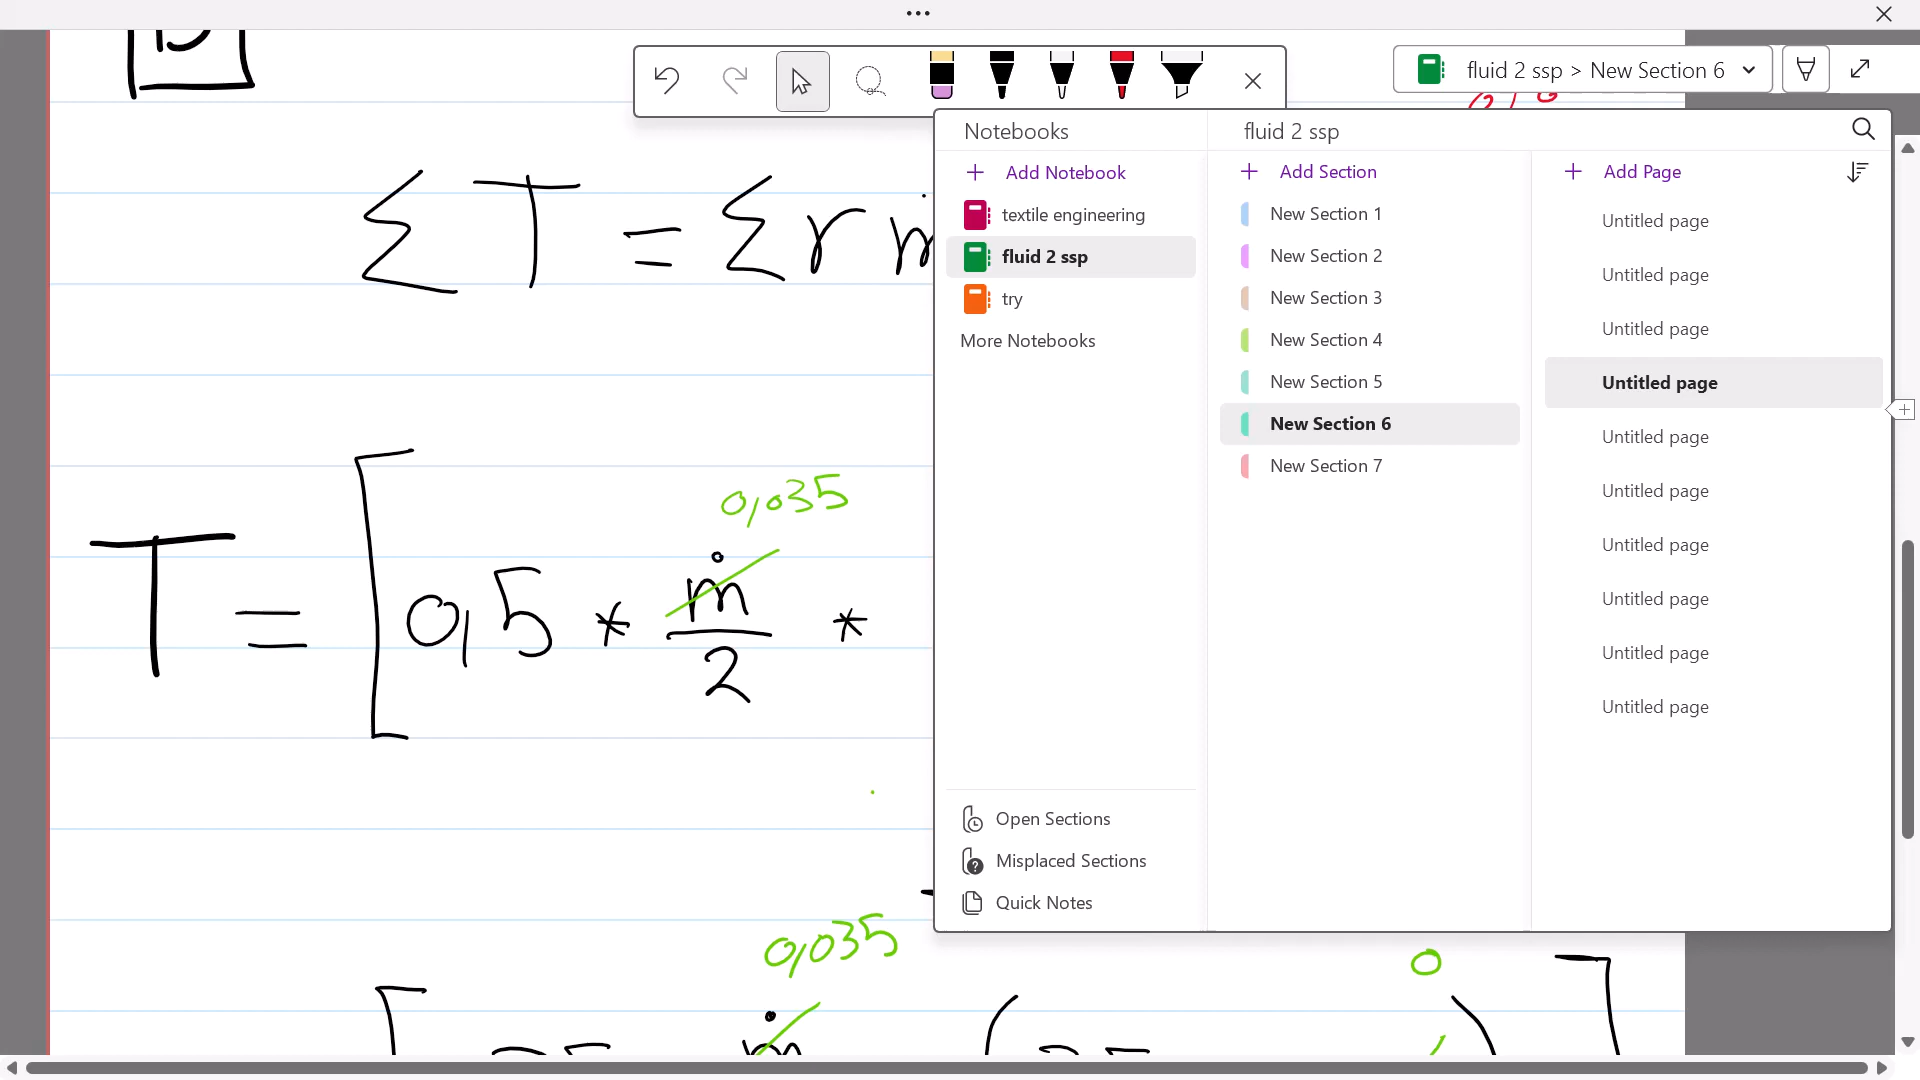 fluid 2 ssp > New Section 6
Notebooks
fluid 2 ssp
+ Add Notebook
textile engineering
fluid 2 ssp
try
More Notebooks
+ Add Section
New Section 1
New Section 2
New Section 3
New Section 4
New Section 5
New Section 6
New Section 7
+ Add Page
Untitled page
Untitled page
Untitled page
Untitled page
Untitled page
Untitled page
Untitled page
Untitled page
Untitled page
Untitled page
Open Sections
Misplaced Sections
Quick Notes
Σ T = Σ r ṁ
0,035
T = [ 0,5 * ṁ/2 *
0,035
0